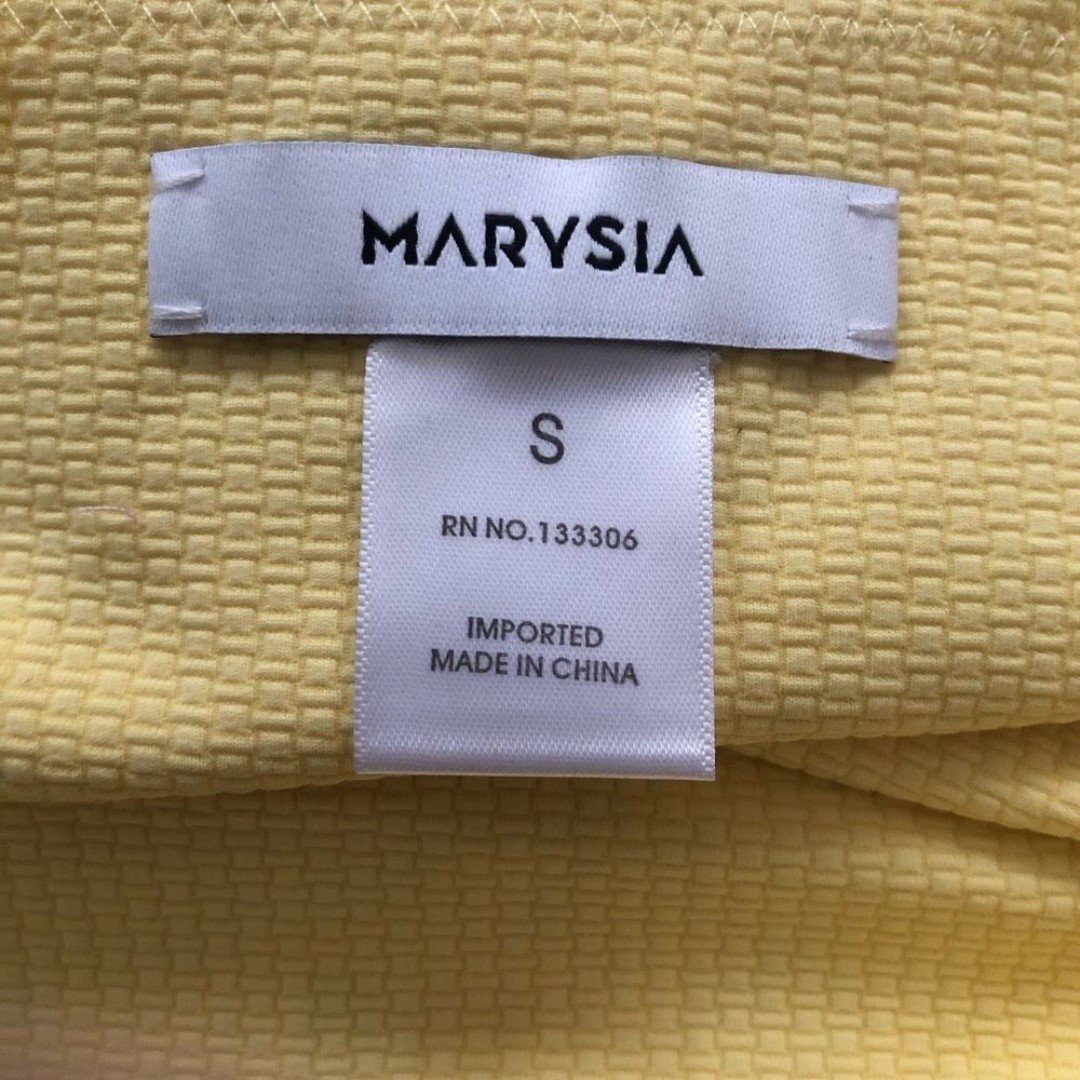 MARYSIA
S
RN NO.133306
IMPORTED
MADE IN CHINA